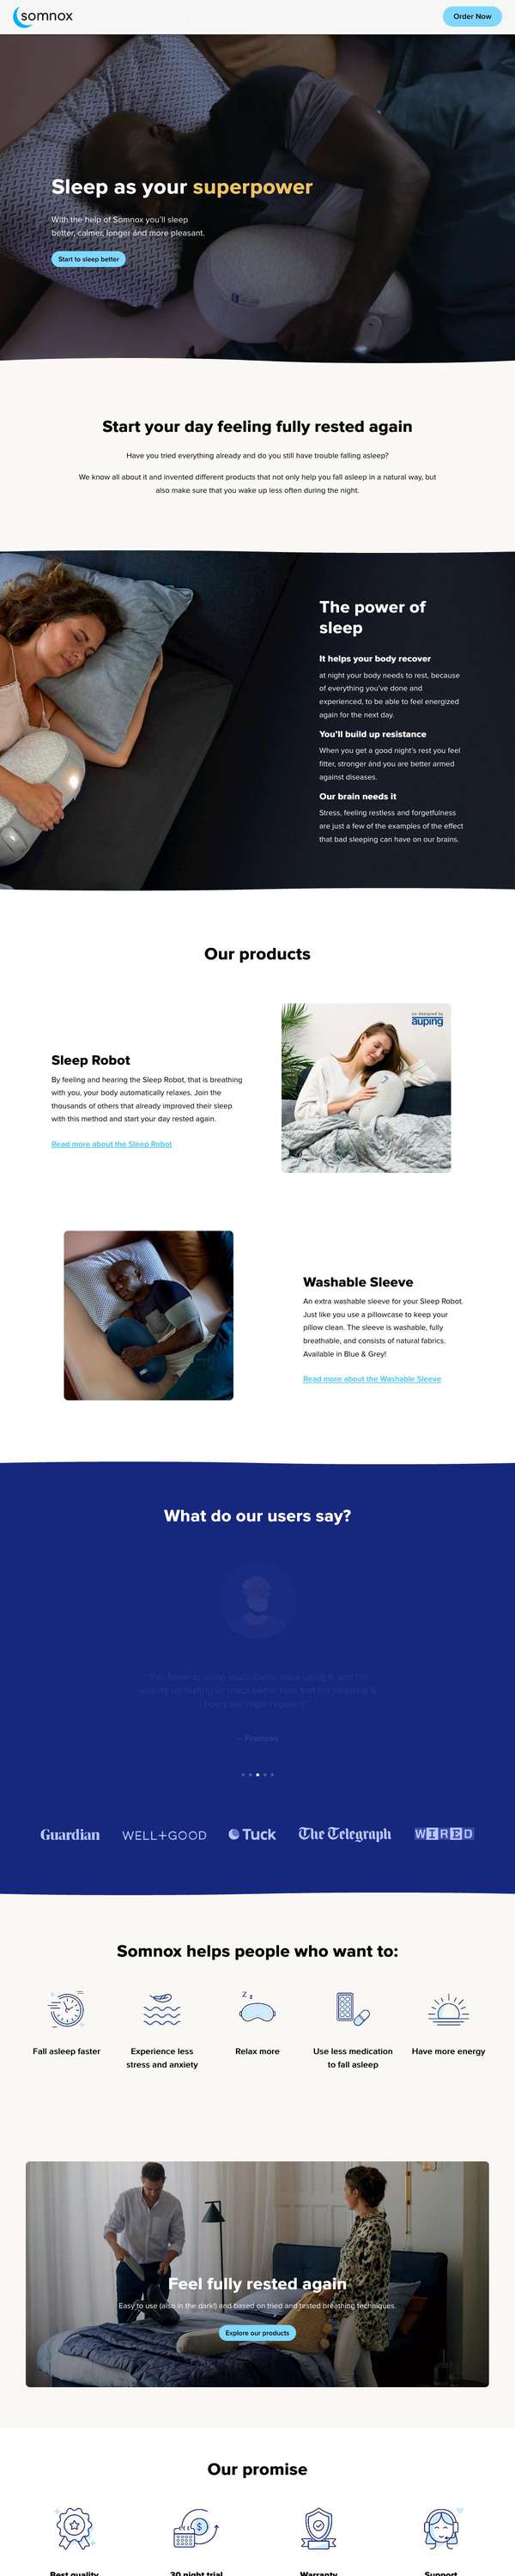 somnox
Order Now
Sleep as your superpower
With the help of Somnox you'll sleep
better, calmer, longer ánd more pleasant.
Start to sleep better
Start your day feeling fully rested again
Have you tried everything already and do you still have trouble falling asleep?
We know all about it and invented different products that not only help you fall asleep in a natural way, but
also make sure that you wake up less often during the night.
The power of
sleep
It helps your body recover
at night your body needs to rest, because
of everything you've done and
experienced, to be able to feel energized
again for the next day.
You'll build up resistance
When you get a good night's rest you feel
fitter, stronger ánd you are better armed
against diseases.
Our brain needs it
Stress, feeling restless and forgetfulness
are just a few of the examples of the effect
that bad sleeping can have on our brains.
Our products
co-designed by
auping
Sleep Robot
By feeling and hearing the Sleep Robot, that is breathing
with you, your body automatically relaxes. Join the
thousands of others that already improved their sleep
with this method and start your day rested again.
Read more about the Sleep Robot
Washable Sleeve
An extra washable sleeve for your Sleep Robot.
Just like you use a pillowcase to keep your
pillow clean. The sleeve is washable, fully
breathable, and consists of natural fabrics.
Available in Blue & Grey!
Read more about the Washable Sleeve
What do our users say?
– Frances
Guardian
WELL+GOOD
Tuck
The Telegraph
WIRED
Somnox helps people who want to:
Z z
Fall asleep faster
Experience less
stress and anxiety
Relax more
Use less medication
to fall asleep
Have more energy
Feel fully rested again
Easy to use (also in the dark!) and based on tried and tested breathing techniques.
Explore our products
Our promise
$
Best quality
30 night trial
Warranty
Support